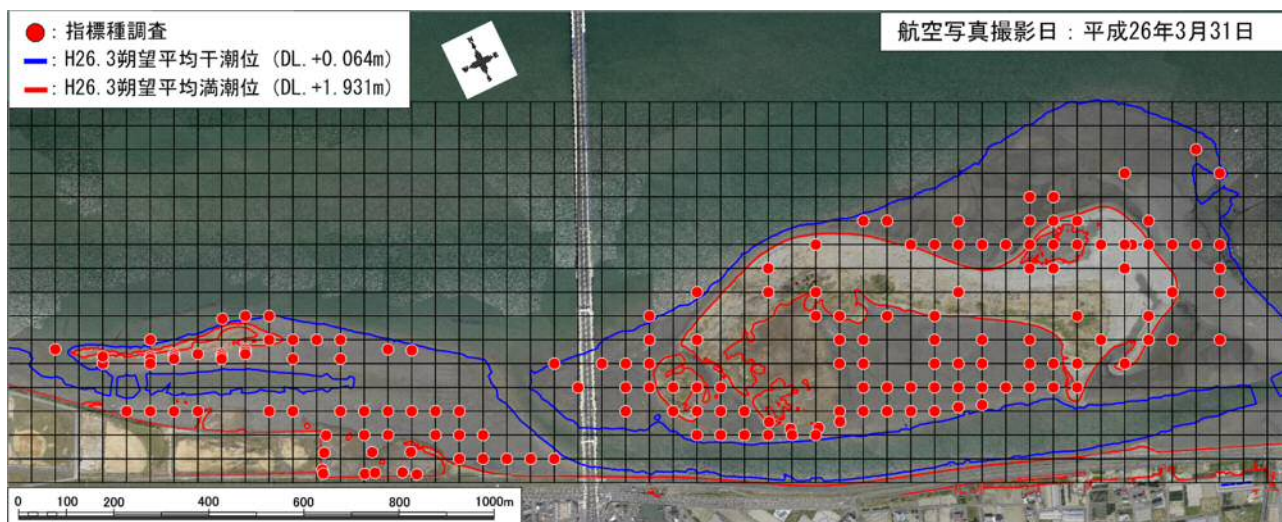 ●: 指標種調査
━: H26.3朔望平均干潮位 (DL.+0.064m)
━: H26.3朔望平均満潮位 (DL.+1.931m)
航空写真撮影日：平成26年3月31日
0 100 200 400 600 800 1000m